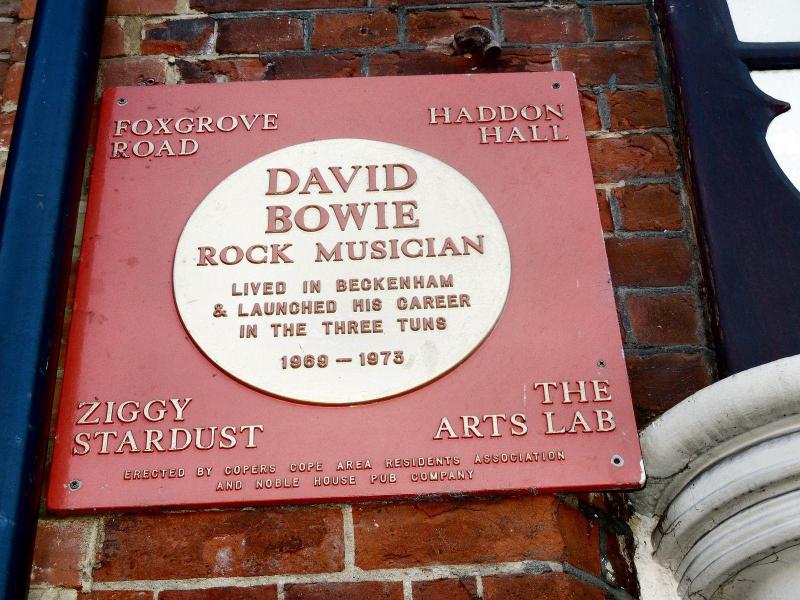 FOXGROVE
ROAD
HADDON
HALL
DAVID
BOWIE
ROCK MUSICIAN
LIVED IN BECKENHAM
& LAUNCHED HIS CAREER
IN THE THREE TUNS
1969 – 1973
ZIGGY
STARDUST
THE
ARTS LAB
ERECTED BY COPERS COPE AREA RESIDENTS ASSOCIATION
AND NOBLE HOUSE PUB COMPANY